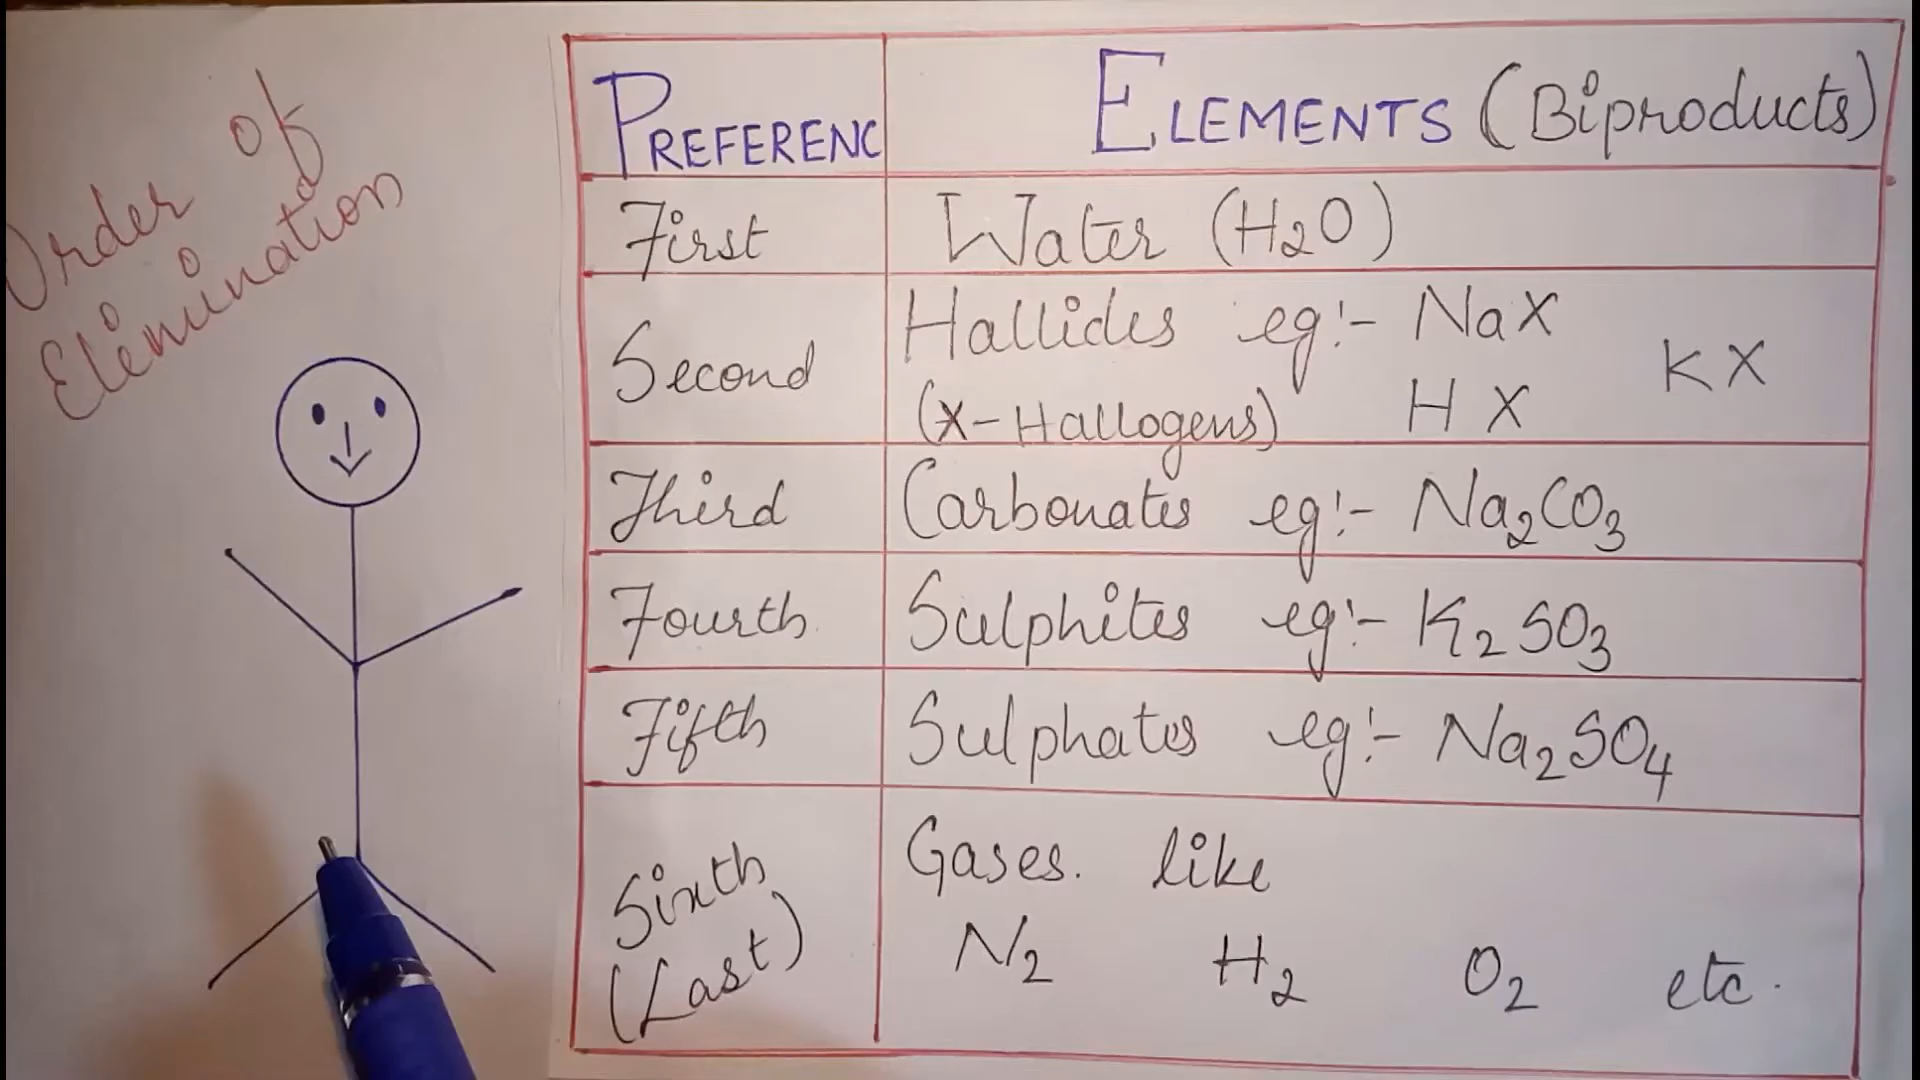 Order of
Elimination
PREFERENC
ELEMENTS (Biproducts)
First
Water (H2O)
Second
Hallides eg:- NaX
KX
(X-Hallogens)
HX
Third
Carbonates eg:- Na2CO3
Fourth
Sulphites eg:- K2SO3
Fifth
Sulphates eg:- Na2SO4
Sixth
(Last)
Gases. like
N2 H2 O2 etc.